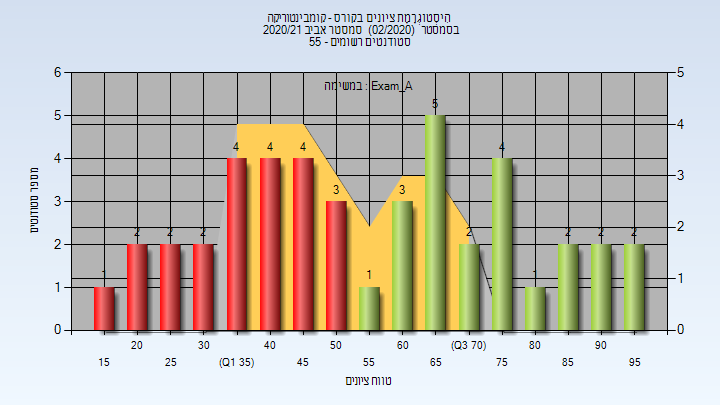 היסטוגרמת ציונים בקורס - קומבינטוריקה
בסמסטר (02/2020) סמסטר אביב 2020/21
סטודנטים רשומים - 55
במשימה : Exam_A
מספר סטודנטים
6
5
4
3
2
1
0
5
4
3
2
1
0
1 2 2 2 4 4 4 3 1 3 5 2 4 1 2 2 2
20 30 40 50 60 (Q3 70) 80 90
15 25 (Q1 35) 45 55 65 75 85 95
טווח ציונים